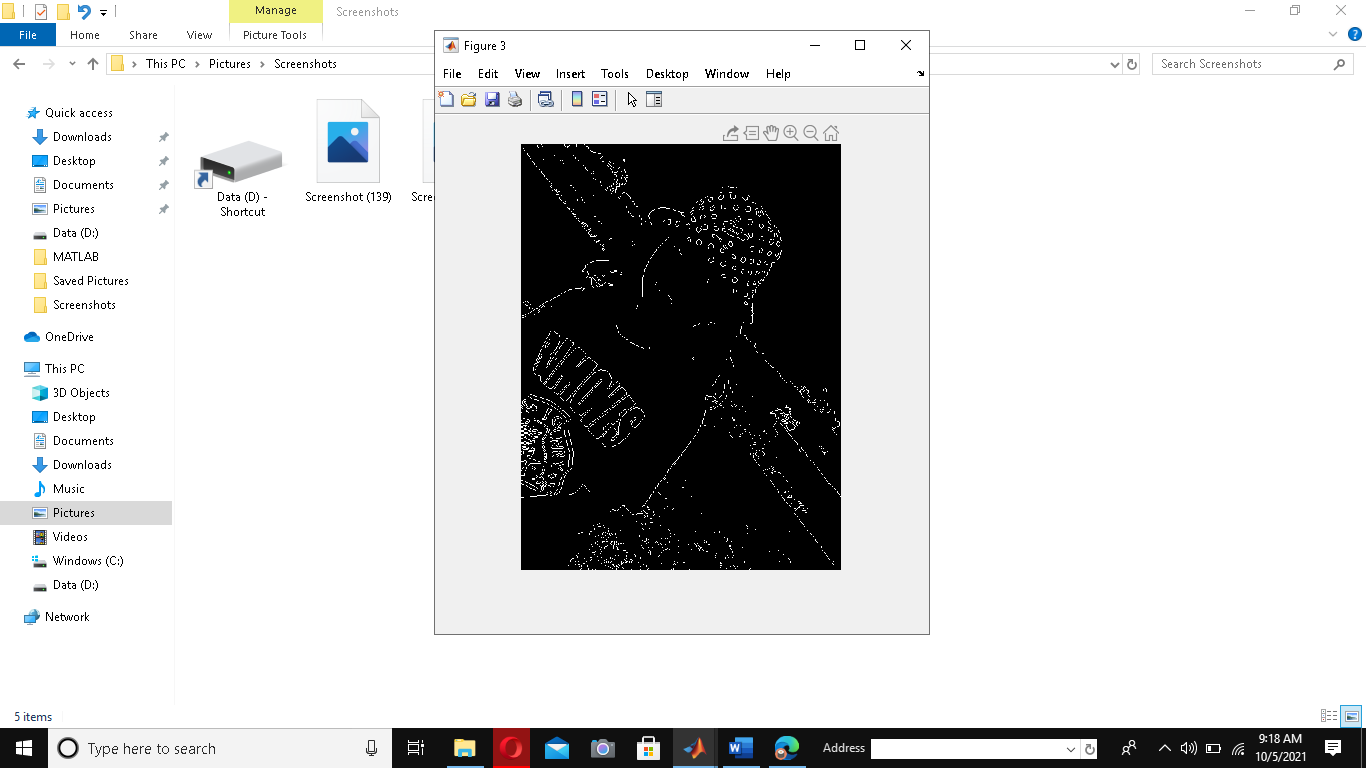 Manage
Screenshots
File
Home
Share
View
Picture Tools
This PC
Pictures
Screenshots
Search Screenshots
Quick access
Downloads
Desktop
Documents
Pictures
Data (D:)
MATLAB
Saved Pictures
Screenshots
OneDrive
This PC
3D Objects
Desktop
Documents
Downloads
Music
Pictures
Videos
Windows (C:)
Data (D:)
Network
Data (D) -
Shortcut
Screenshot (139)
Figure 3
File Edit View Insert Tools Desktop Window Help
5 items
Type here to search
Address
9:18 AM
10/5/2021